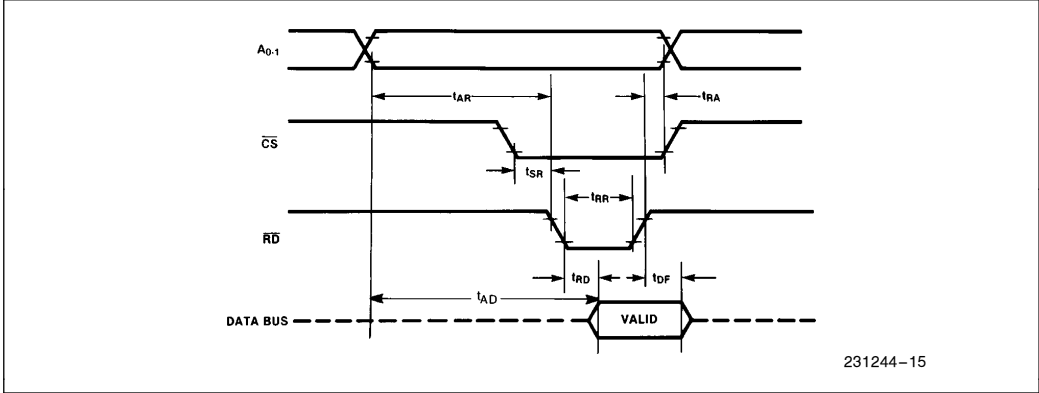 A0-1
tAR
tRA
CS
tSR
tRR
RD
tRD
tDF
tAD
DATA BUS
VALID
231244–15